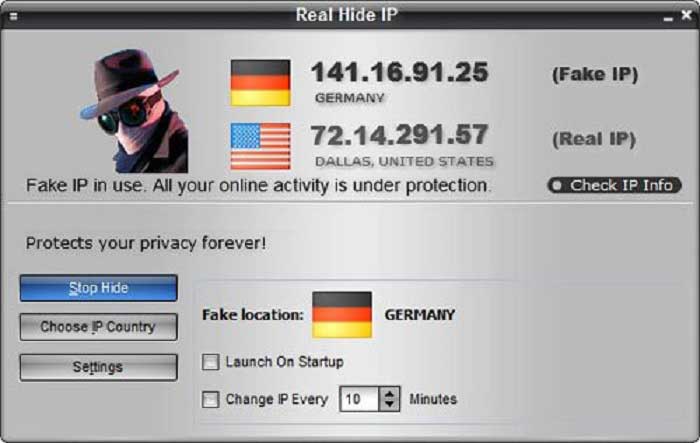 Real Hide IP
141.16.91.25 (Fake IP)
GERMANY
72.14.291.57 (Real IP)
DALLAS, UNITED STATES
Fake IP in use. All your online activity is under protection.
Check IP Info
Protects your privacy forever!
Stop Hide
Choose IP Country
Settings
Fake location: GERMANY
Launch On Startup
Change IP Every 10 Minutes